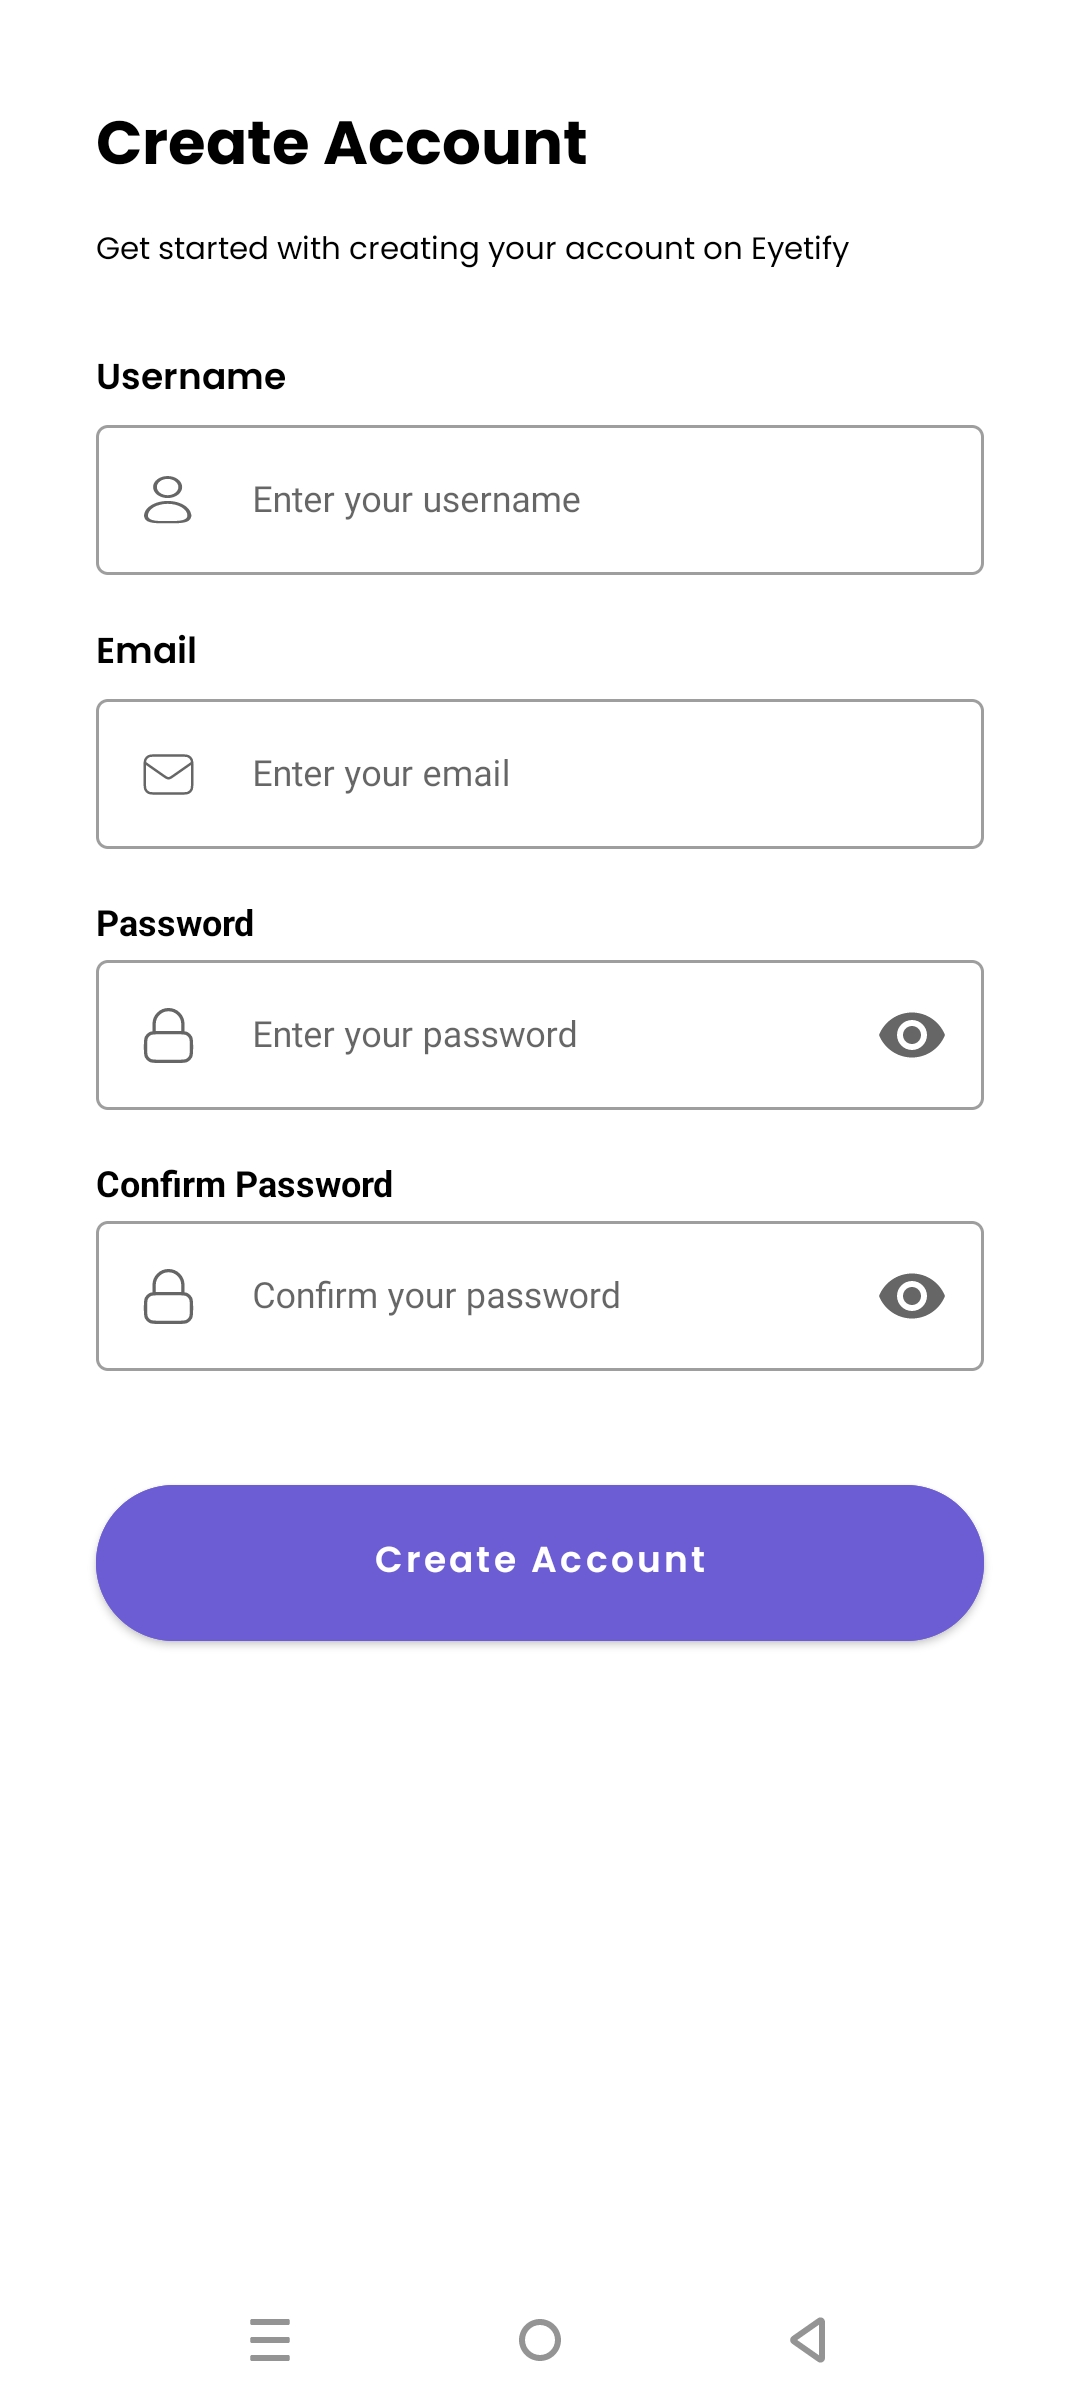 Create Account
Get started with creating your account on Eyetify
Username
Enter your username
Email
Enter your email
Password
Enter your password
Confirm Password
Confirm your password
Create Account